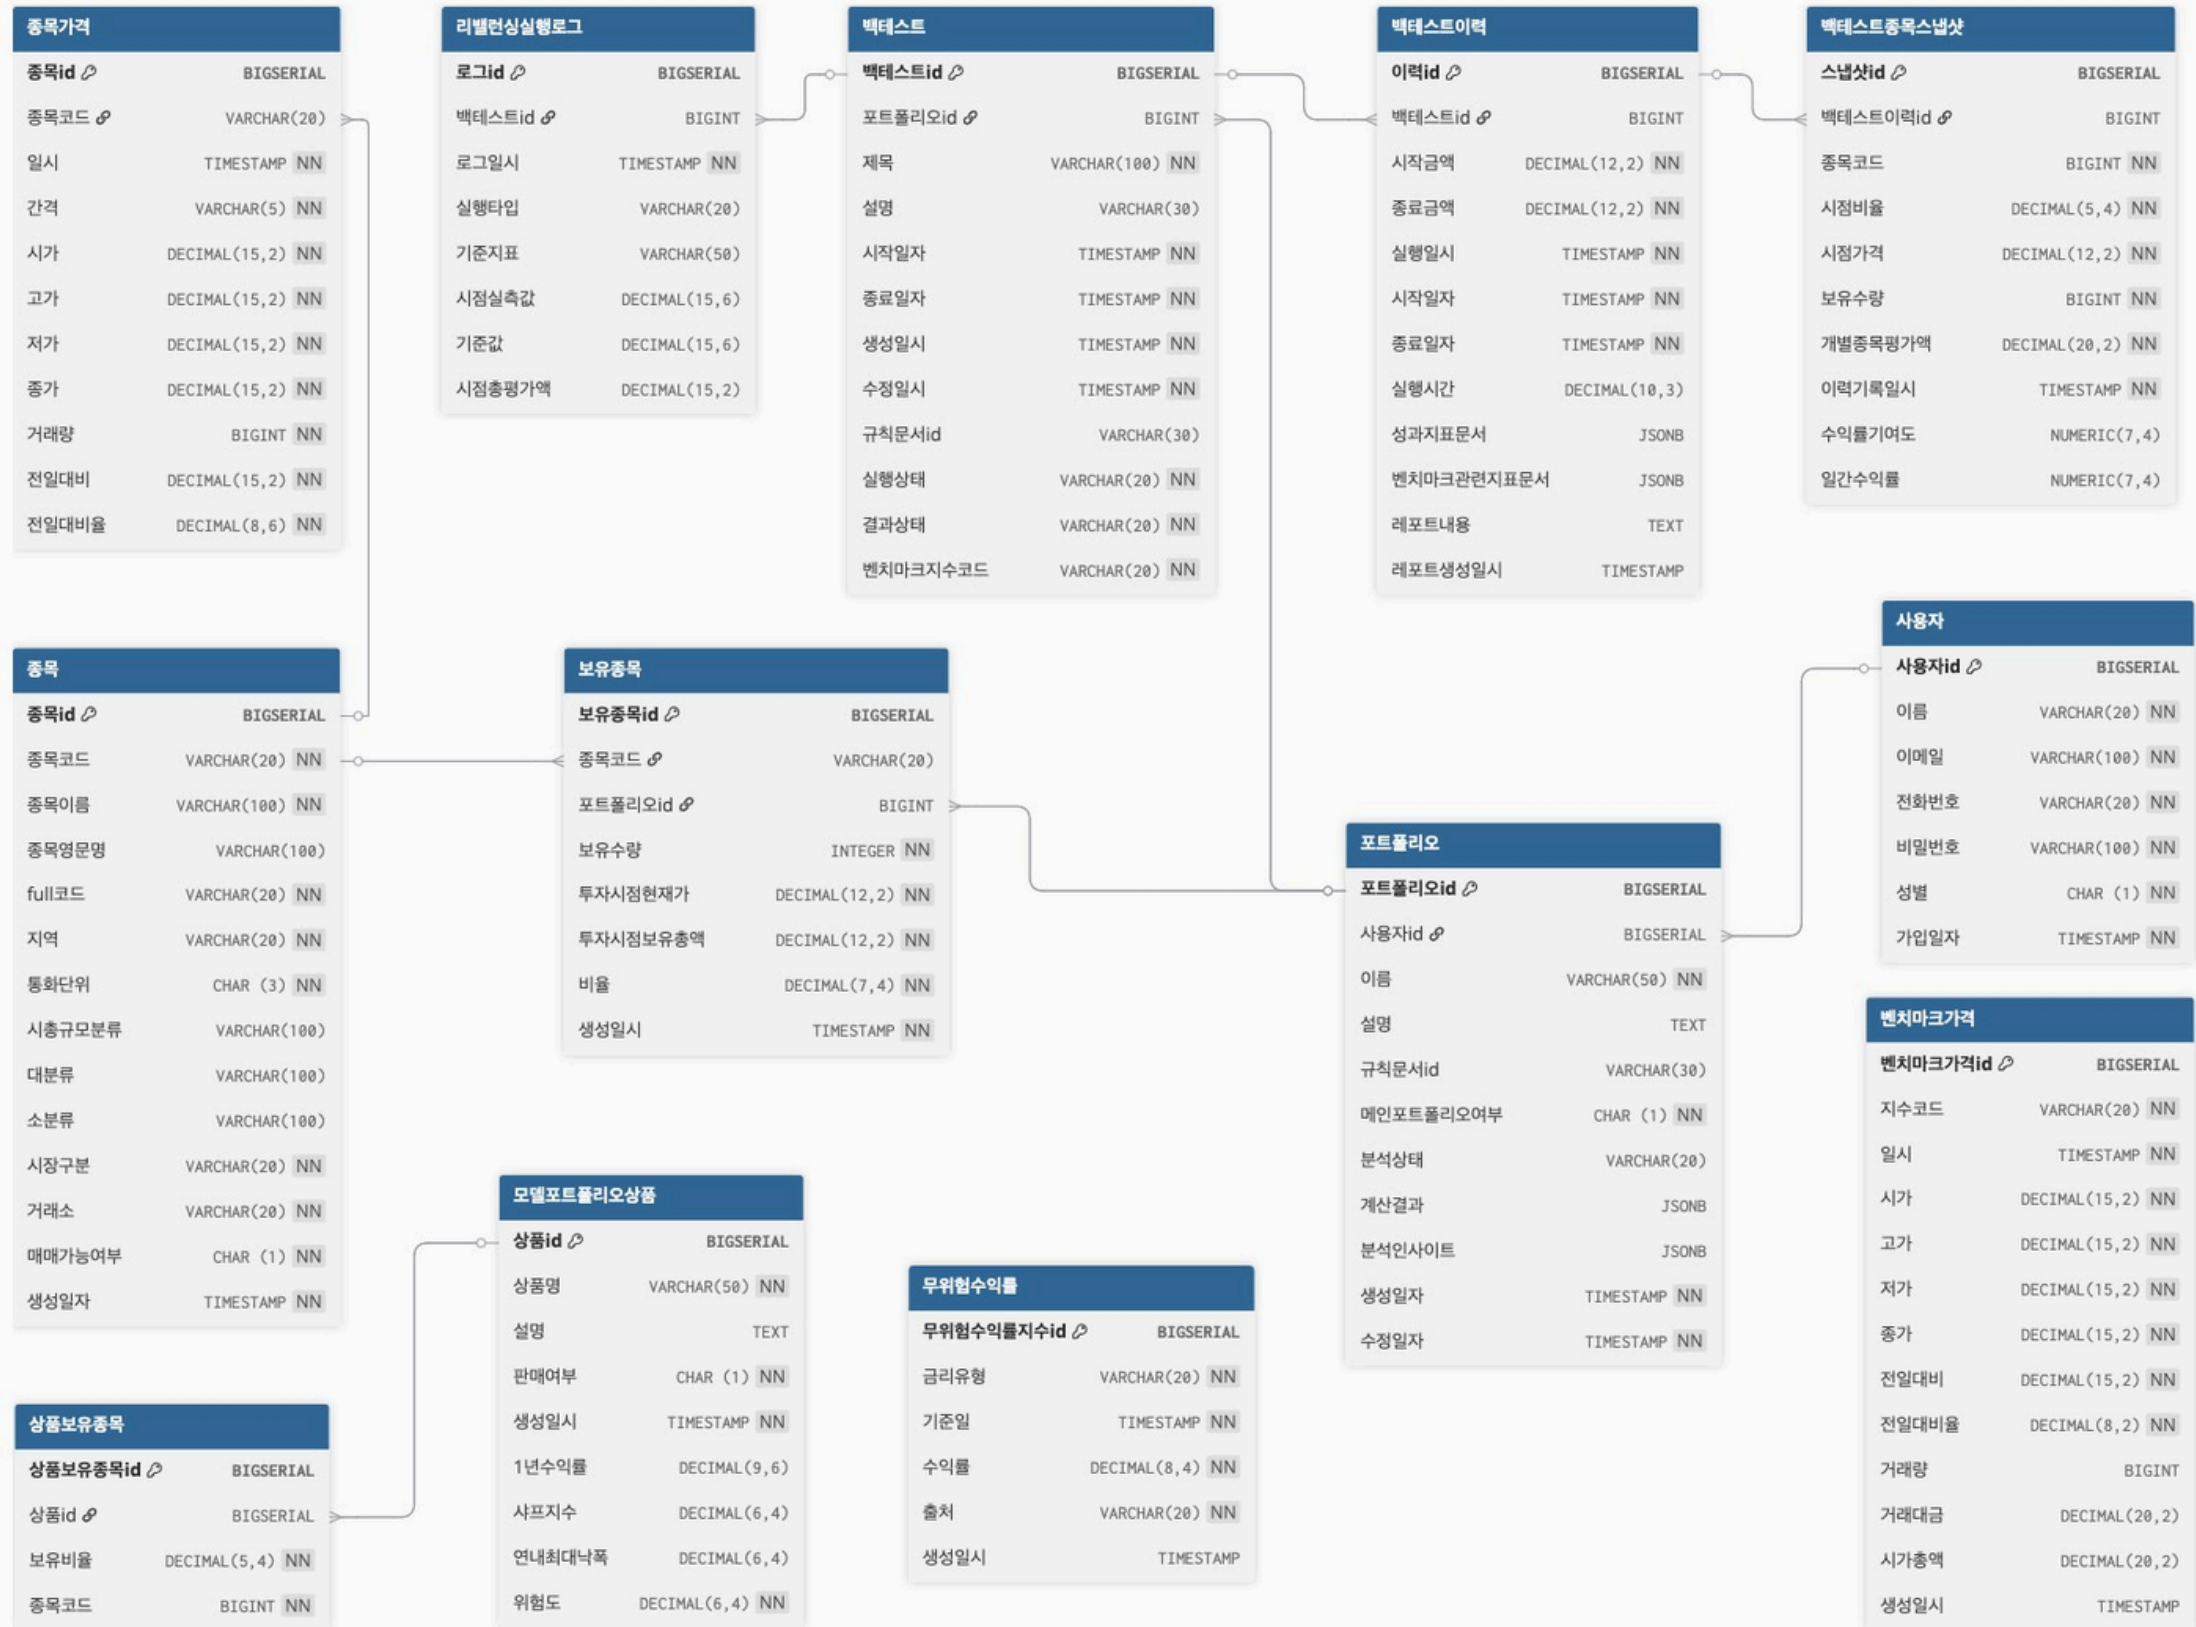 종목가격
종목id BIGSERIAL
종목코드 VARCHAR(20)
일시 TIMESTAMP NN
간격 VARCHAR(5) NN
시가 DECIMAL(15,2) NN
고가 DECIMAL(15,2) NN
저가 DECIMAL(15,2) NN
종가 DECIMAL(15,2) NN
거래량 BIGINT NN
전일대비 DECIMAL(15,2) NN
전일대비율 DECIMAL(8,6) NN
리밸런싱실행로그
로그id BIGSERIAL
백테스트id BIGINT
로그일시 TIMESTAMP NN
실행타입 VARCHAR(20)
기준지표 VARCHAR(50)
시점실측값 DECIMAL(15,6)
기준값 DECIMAL(15,6)
시점총평가액 DECIMAL(15,2)
백테스트
백테스트id BIGSERIAL
포트폴리오id BIGINT
제목 VARCHAR(100) NN
설명 VARCHAR(30)
시작일자 TIMESTAMP NN
종료일자 TIMESTAMP NN
생성일시 TIMESTAMP NN
수정일시 TIMESTAMP NN
규칙문서id VARCHAR(30)
실행상태 VARCHAR(20) NN
결과상태 VARCHAR(20) NN
벤치마크지수코드 VARCHAR(20) NN
백테스트이력
이력id BIGSERIAL
백테스트id BIGINT
시작금액 DECIMAL(12,2) NN
종료금액 DECIMAL(12,2) NN
실행일시 TIMESTAMP NN
시작일자 TIMESTAMP NN
종료일자 TIMESTAMP NN
실행시간 DECIMAL(10,3)
성과지표문서 JSONB
벤치마크관련지표문서 JSONB
레포트내용 TEXT
레포트생성일시 TIMESTAMP
백테스트종목스냅샷
스냅샷id BIGSERIAL
백테스트이력id BIGINT
종목코드 BIGINT NN
시점비율 DECIMAL(5,4) NN
시점가격 DECIMAL(12,2) NN
보유수량 BIGINT NN
개별종목평가액 DECIMAL(20,2) NN
이력기록일시 TIMESTAMP NN
수익률기여도 NUMERIC(7,4)
일간수익률 NUMERIC(7,4)
종목
종목id BIGSERIAL
종목코드 VARCHAR(20) NN
종목이름 VARCHAR(100) NN
종목영문명 VARCHAR(100)
full코드 VARCHAR(20) NN
지역 VARCHAR(20) NN
통화단위 CHAR (3) NN
시총규모분류 VARCHAR(100)
대분류 VARCHAR(100)
소분류 VARCHAR(100)
시장구분 VARCHAR(20) NN
거래소 VARCHAR(20) NN
매매가능여부 CHAR (1) NN
생성일자 TIMESTAMP NN
보유종목
보유종목id BIGSERIAL
종목코드 VARCHAR(20)
포트폴리오id BIGINT
보유수량 INTEGER NN
투자시점현재가 DECIMAL(12,2) NN
투자시점보유총액 DECIMAL(12,2) NN
비율 DECIMAL(7,4) NN
생성일시 TIMESTAMP NN
포트폴리오
포트폴리오id BIGSERIAL
사용자id BIGSERIAL
이름 VARCHAR(50) NN
설명 TEXT
규칙문서id VARCHAR(30)
메인포트폴리오여부 CHAR (1) NN
분석상태 VARCHAR(20)
계산결과 JSONB
분석인사이트 JSONB
생성일자 TIMESTAMP NN
수정일자 TIMESTAMP NN
사용자
사용자id BIGSERIAL
이름 VARCHAR(20) NN
이메일 VARCHAR(100) NN
전화번호 VARCHAR(20) NN
비밀번호 VARCHAR(100) NN
성별 CHAR (1) NN
가입일자 TIMESTAMP NN
벤치마크가격
벤치마크가격id BIGSERIAL
지수코드 VARCHAR(20) NN
일시 TIMESTAMP NN
시가 DECIMAL(15,2) NN
고가 DECIMAL(15,2) NN
저가 DECIMAL(15,2) NN
종가 DECIMAL(15,2) NN
전일대비 DECIMAL(15,2) NN
전일대비율 DECIMAL(8,2) NN
거래량 BIGINT
거래대금 DECIMAL(20,2)
시가총액 DECIMAL(20,2)
생성일시 TIMESTAMP
모델포트폴리오상품
상품id BIGSERIAL
상품명 VARCHAR(50) NN
설명 TEXT
판매여부 CHAR (1) NN
생성일시 TIMESTAMP NN
1년수익률 DECIMAL(9,6)
샤프지수 DECIMAL(6,4)
연내최대낙폭 DECIMAL(6,4)
위험도 DECIMAL(6,4) NN
무위험수익률
무위험수익률지수id BIGSERIAL
금리유형 VARCHAR(20) NN
기준일 TIMESTAMP NN
수익률 DECIMAL(8,4) NN
출처 VARCHAR(20) NN
생성일시 TIMESTAMP
상품보유종목
상품보유종목id BIGSERIAL
상품id BIGSERIAL
보유비율 DECIMAL(5,4) NN
종목코드 BIGINT NN